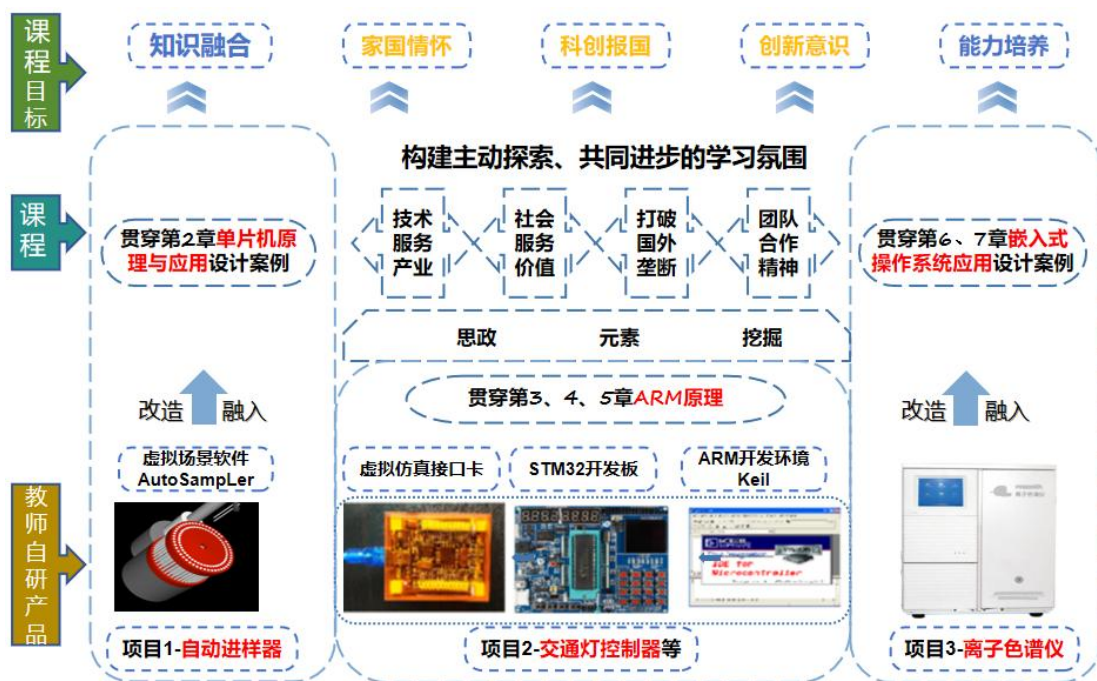 课程目标
知识融合
家国情怀
科创报国
创新意识
能力培养
构建主动探索、共同进步的学习氛围
课程
贯穿第2章单片机原
理与应用设计案例
技术
服务
产业
社会
服务
价值
打破
国外
垄断
团队
合作
精神
贯穿第6、7章嵌入式
操作系统应用设计案例
思政 元素 挖掘
贯穿第3、4、5章ARM原理
改造 融入
改造 融入
教师自研产品
虚拟场景软件
AutoSampLer
虚拟仿真接口卡
STM32开发板
ARM开发环境
Keil
IDE for
Microcontroller
离子色谱仪
项目1-自动进样器
项目2-交通灯控制器等
项目3-离子色谱仪